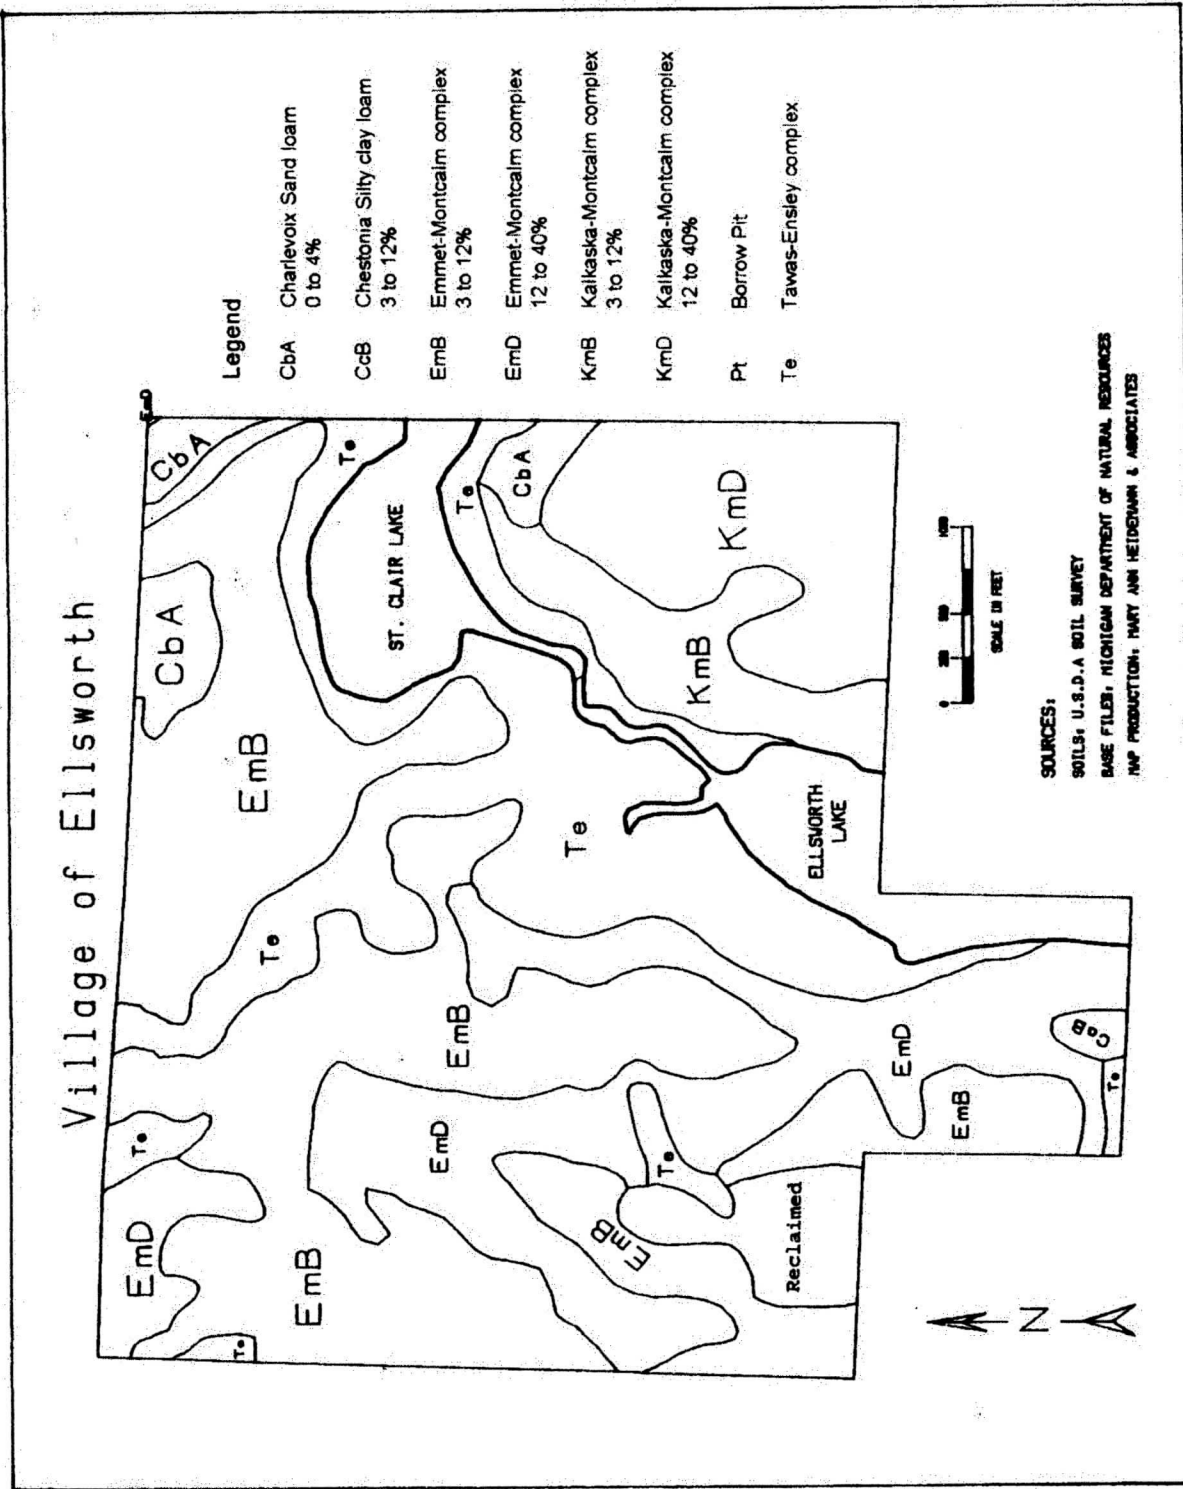 Village of Ellsworth
EmD
CbA
CbA
Te
EmD
Te
EmB
Te
Te
EmB
ST. CLAIR LAKE
Te
CbA
EmD
EmB
Te
KmB
KmD
EmB
Te
Reclaimed
ELLSWORTH
LAKE
EmD
EmB
CcB
Te
N
Legend
CbA Charlevoix Sand loam
0 to 4%
CcB Chestonia Silty clay loam
3 to 12%
EmB Emmet-Montcalm complex
3 to 12%
EmD Emmet-Montcalm complex
12 to 40%
KmB Kalkaska-Montcalm complex
3 to 12%
KmD Kalkaska-Montcalm complex
12 to 40%
Pt Borrow Pit
Te Tawas-Ensley complex
0 250 500 1000
SCALE IN FEET
SOURCES:
SOILS: U.S.D.A SOIL SURVEY
BASE FILES: MICHIGAN DEPARTMENT OF NATURAL RESOURCES
MAP PRODUCTION: MARY ANN HEIDEMANN & ASSOCIATES